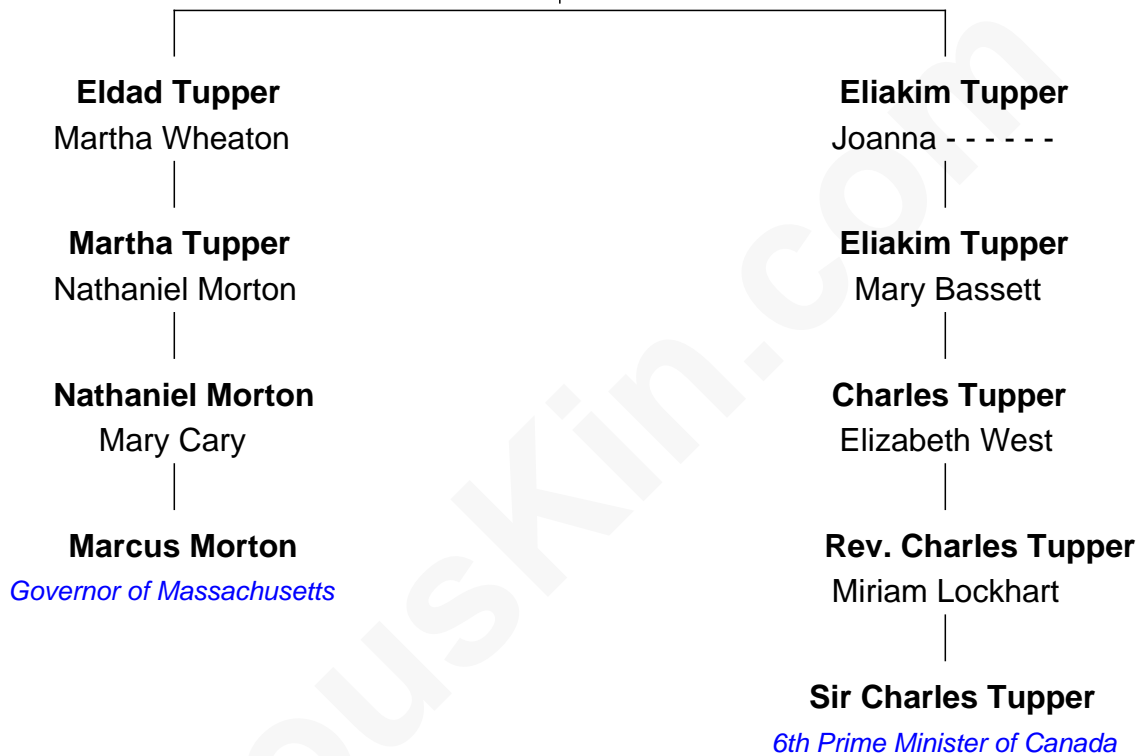 Eldad Tupper
Martha Wheaton
Martha Tupper
Nathaniel Morton
Nathaniel Morton
Mary Cary
Marcus Morton
Governor of Massachusetts
Eliakim Tupper
Joanna - - - - - -
Eliakim Tupper
Mary Bassett
Charles Tupper
Elizabeth West
Rev. Charles Tupper
Miriam Lockhart
Sir Charles Tupper
6th Prime Minister of Canada
ouskin.com